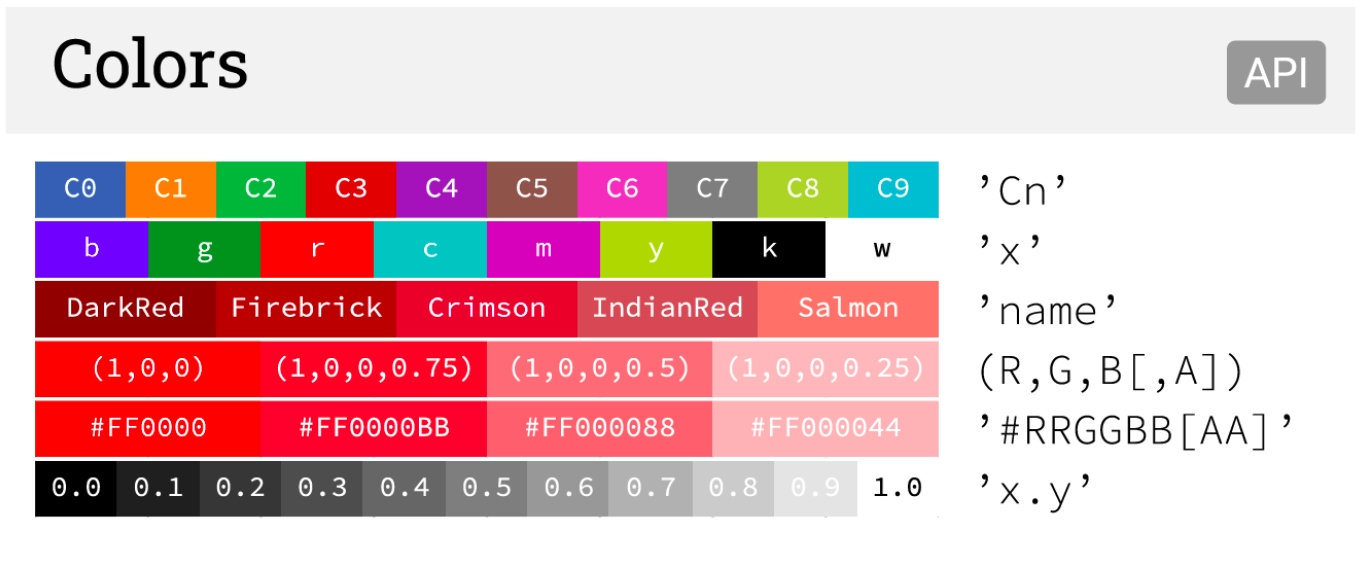 Colors API
C0 C1 C2 C3 C4 C5 C6 C7 C8 C9 ’Cn’
b g r c m y k w ’x’
DarkRed Firebrick Crimson IndianRed Salmon ’name’
(1,0,0) (1,0,0,0.75) (1,0,0,0.5) (1,0,0,0.25) (R,G,B[,A])
#FF0000 #FF0000BB #FF000088 #FF000044 ’#RRGGBB[AA]’
0.0 0.1 0.2 0.3 0.4 0.5 0.6 0.7 0.8 0.9 1.0 ’x.y’